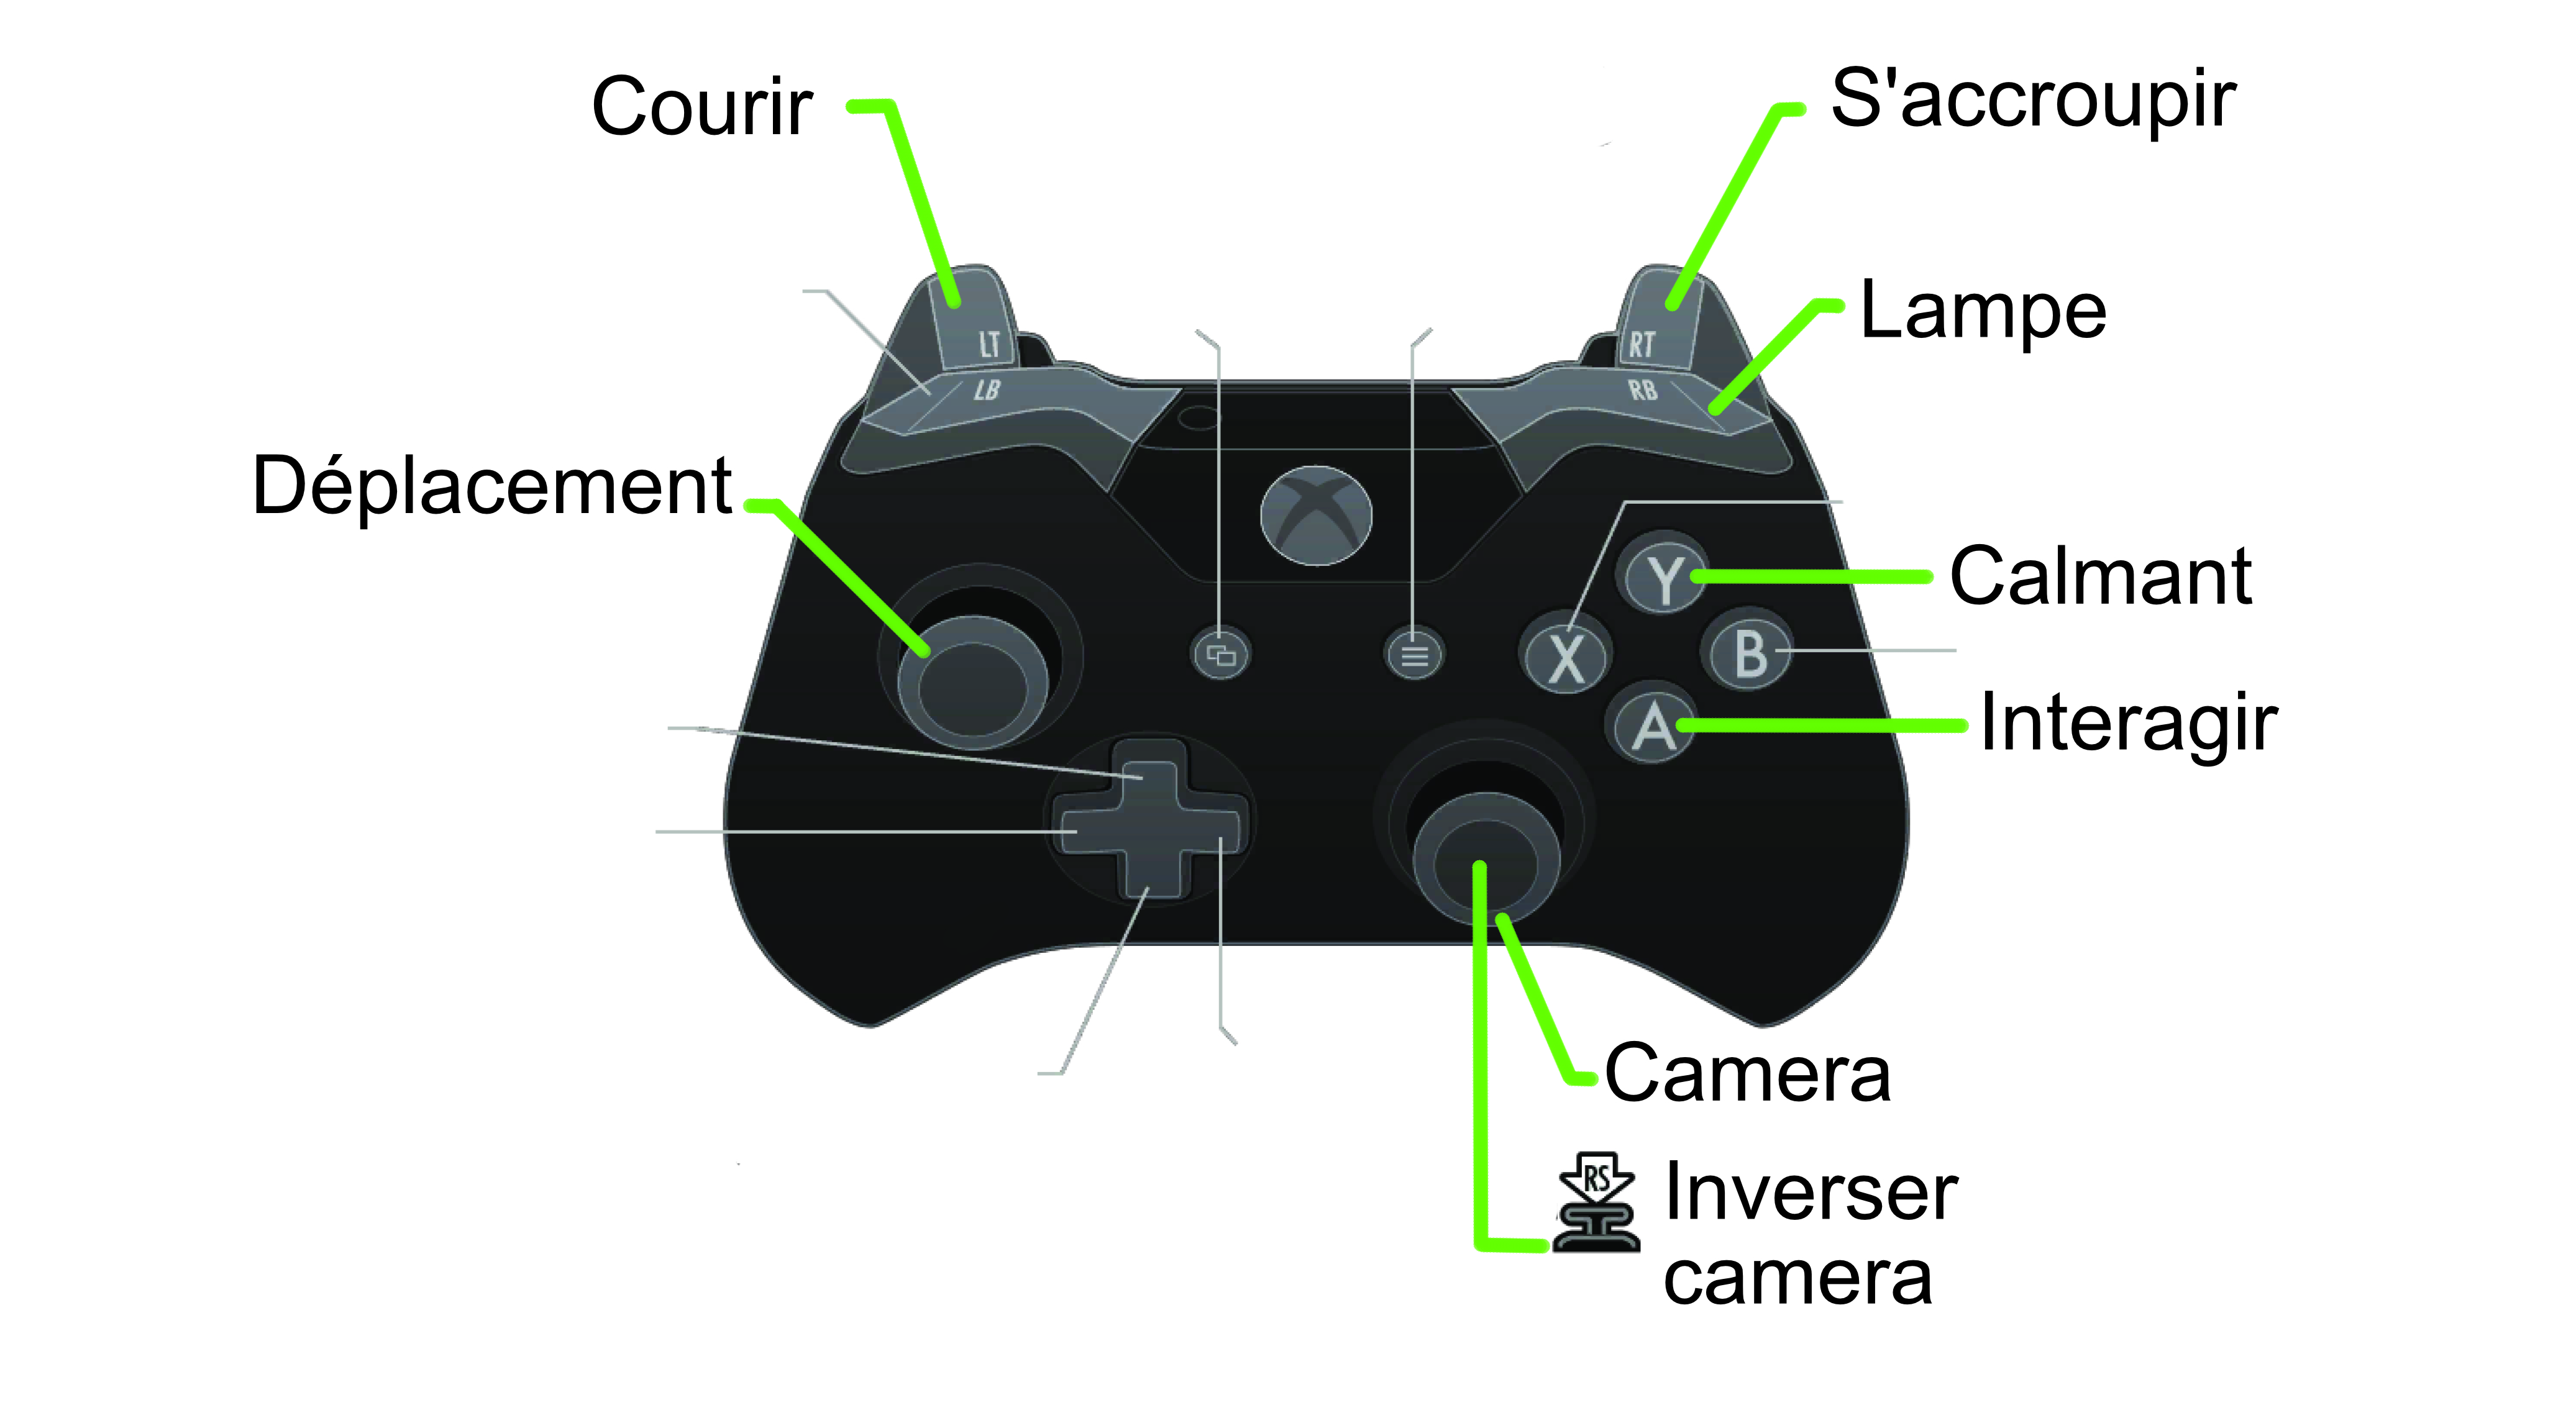 Courir
S'accroupir
Lampe
LT
RT
LB
RB
Déplacement
Y
Calmant
X
B
A
Interagir
Camera
RS
Inverser
camera